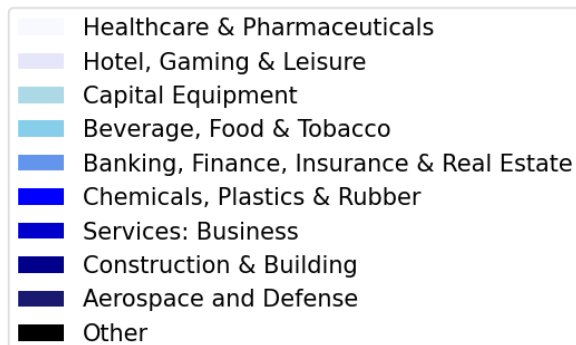 Healthcare & Pharmaceuticals
Hotel, Gaming & Leisure
Capital Equipment
Beverage, Food & Tobacco
Banking, Finance, Insurance & Real Estate
Chemicals, Plastics & Rubber
Services: Business
Construction & Building
Aerospace and Defense
Other